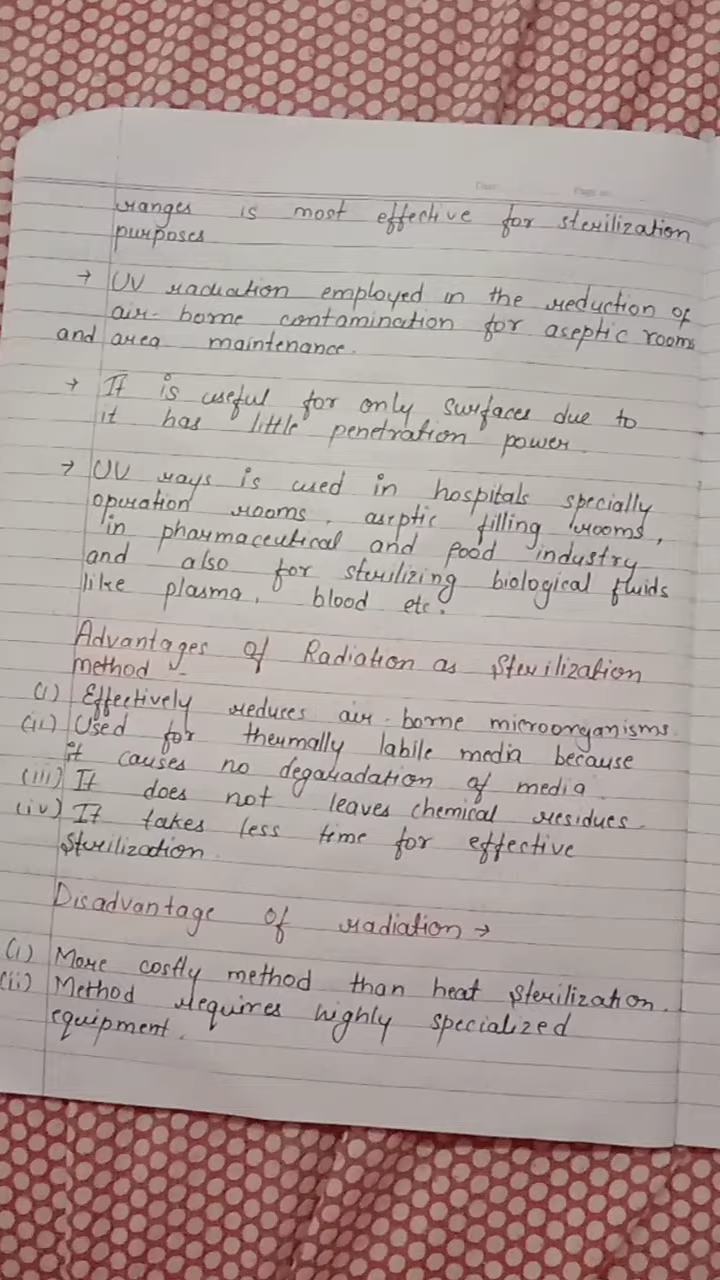 ranges is most effective for sterilization
purposes
→ UV radiation employed in the reduction of
air-borne contamination for aseptic rooms
and area maintenance.
→ It is useful for only surfaces due to
it has little penetration power.
→ UV rays is used in hospitals specially
operation rooms, aseptic filling rooms,
in pharmaceutical and food industry
and also for sterilizing biological fluids
like plasma, blood etc.
Advantages of Radiation as Sterilization
method :-
(i) Effectively reduces air-borne microorganisms.
(ii) Used for thermally labile media because
it causes no degaradation of media
(iii) It does not leaves chemical residues.
(iv) It takes less time for effective
sterilization.
Disadvantage of radiation →
(i) More costly method than heat sterilization.
(ii) Method requires highly specialized
equipment.